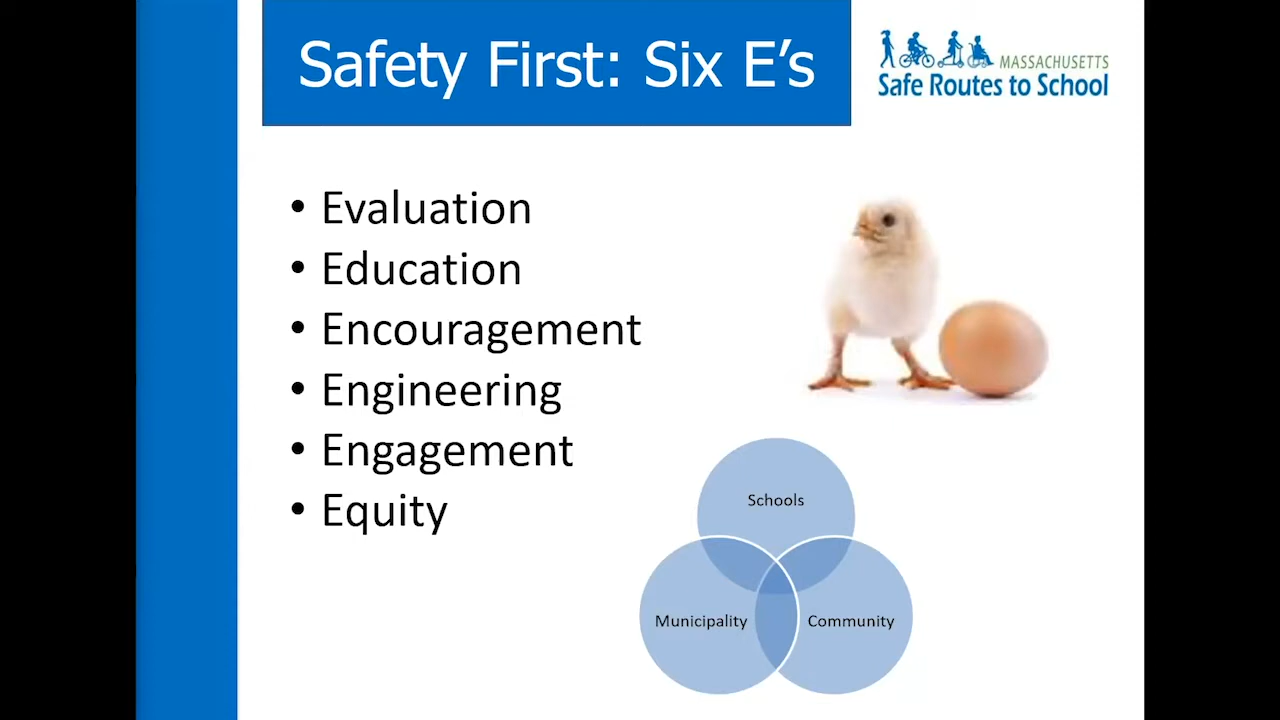 Safety First: Six E's
MASSACHUSETTS
Safe Routes to School
• Evaluation
• Education
• Encouragement
• Engineering
• Engagement
• Equity
Schools
Municipality
Community